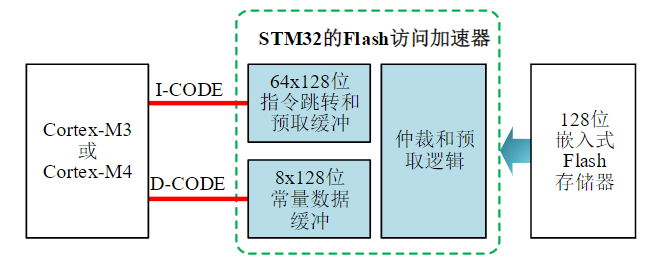 STM32的Flash访问加速器
Cortex-M3
或
Cortex-M4
I-CODE
D-CODE
64x128位
指令跳转和
预取缓冲
8x128位
常量数据
缓冲
仲裁和预
取逻辑
128位
嵌入式
Flash
存储器